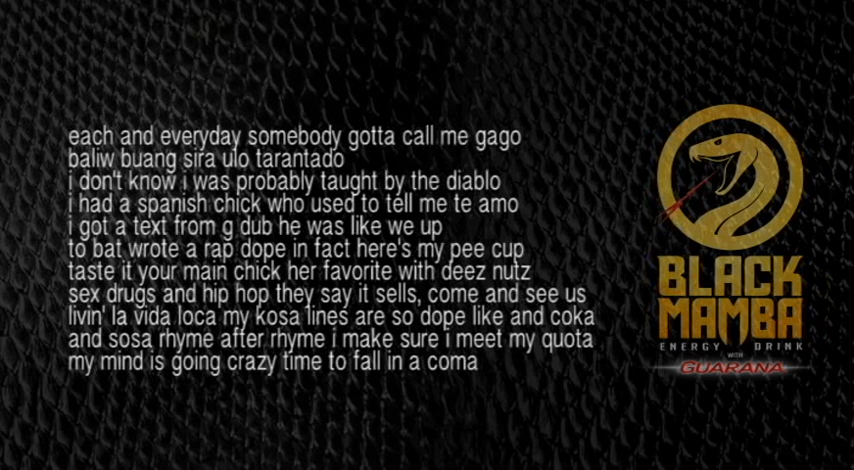 each and everyday somebody gotta call me gago
baliw buang sira ulo tarantado
i don't know i was probably taught by the diablo
i had a spanish chick who used to tell me te amo
i got a text from g dub he was like we up
to bat wrote a rap dope in fact here's my pee cup
taste it your main chick her favorite with deez nutz
sex drugs and hip hop they say it sells, come and see us
livin' la vida loca my kosa lines are so dope like and coka
and sosa rhyme after rhyme i make sure i meet my quota
my mind is going crazy time to fall in a coma
BLACK
MAMBA
ENERGY DRINK
WITH
GUARANA